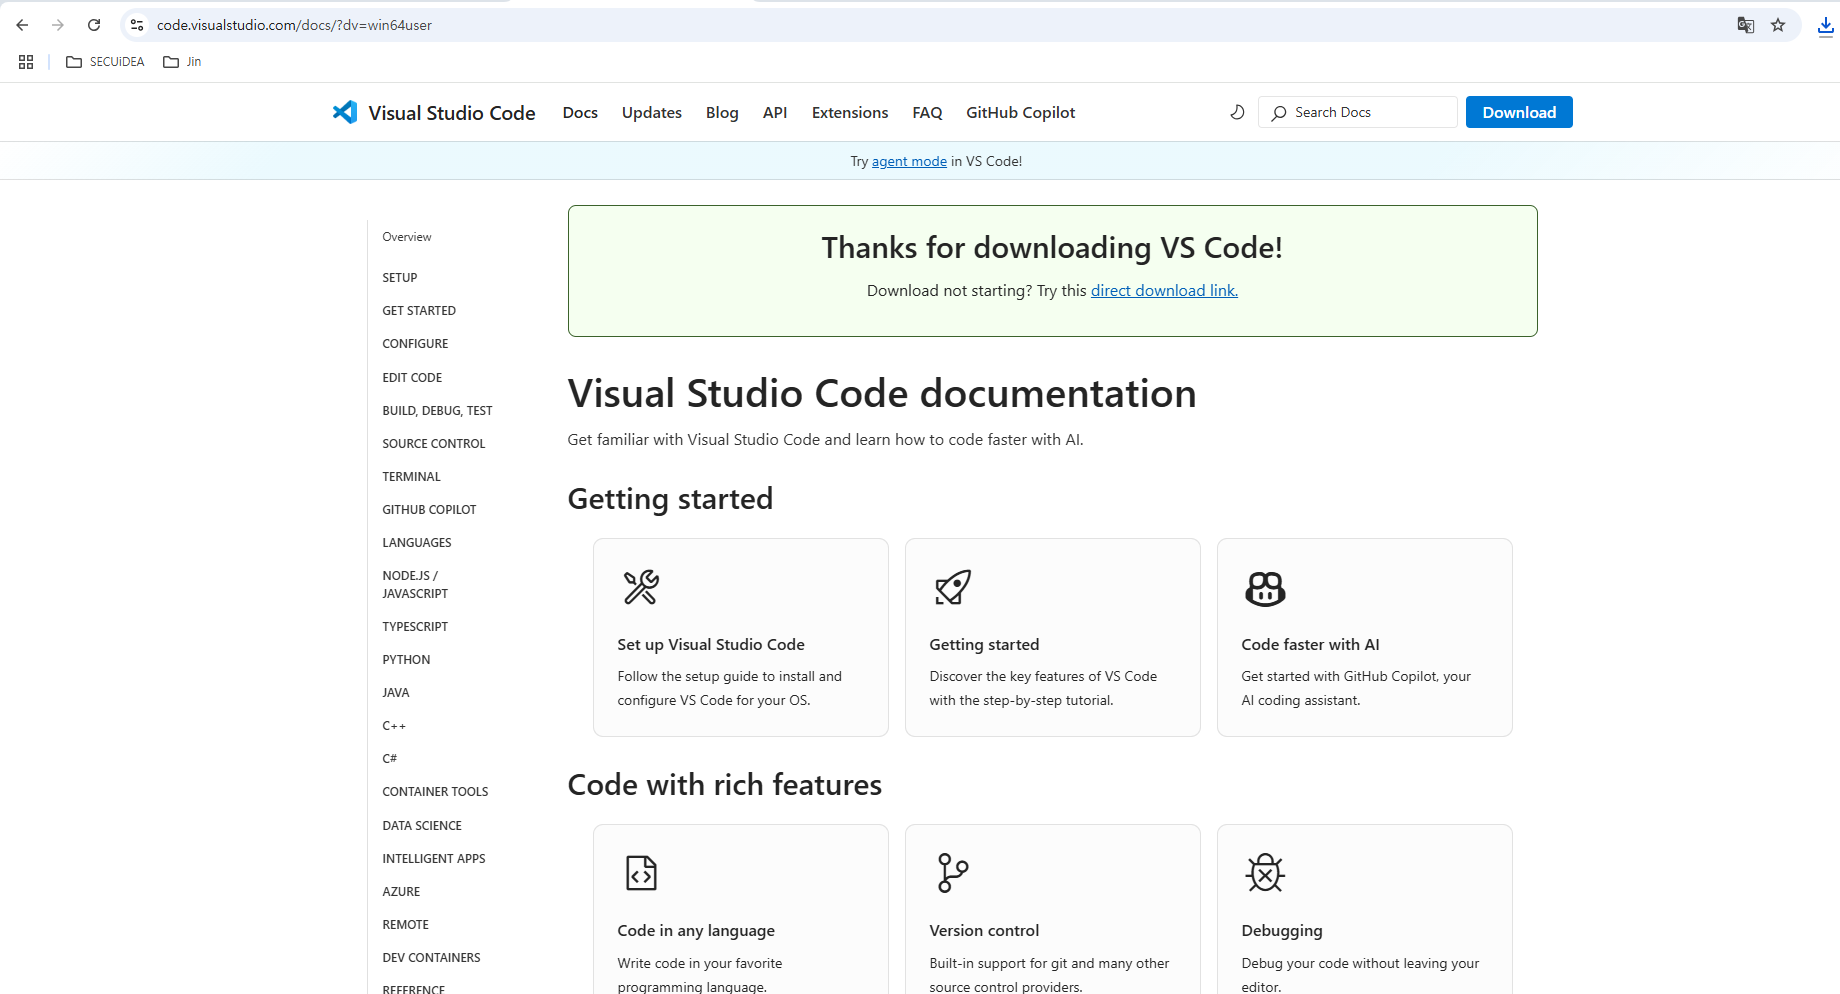 code.visualstudio.com/docs/?dv=win64user
SECUiDEA
Jin
Visual Studio Code
Docs
Updates
Blog
API
Extensions
FAQ
GitHub Copilot
Search Docs
Download
Try agent mode in VS Code!
Overview
SETUP
GET STARTED
CONFIGURE
EDIT CODE
BUILD, DEBUG, TEST
SOURCE CONTROL
TERMINAL
GITHUB COPILOT
LANGUAGES
NODE.JS /
JAVASCRIPT
TYPESCRIPT
PYTHON
JAVA
C++
C#
CONTAINER TOOLS
DATA SCIENCE
INTELLIGENT APPS
AZURE
REMOTE
DEV CONTAINERS
REFERENCE
Thanks for downloading VS Code!
Download not starting? Try this direct download link.
Visual Studio Code documentation
Get familiar with Visual Studio Code and learn how to code faster with AI.
Getting started
Set up Visual Studio Code
Follow the setup guide to install and
configure VS Code for your OS.
Getting started
Discover the key features of VS Code
with the step-by-step tutorial.
Code faster with AI
Get started with GitHub Copilot, your
AI coding assistant.
Code with rich features
Code in any language
Write code in your favorite
programming language.
Version control
Built-in support for git and many other
source control providers.
Debugging
Debug your code without leaving your
editor.